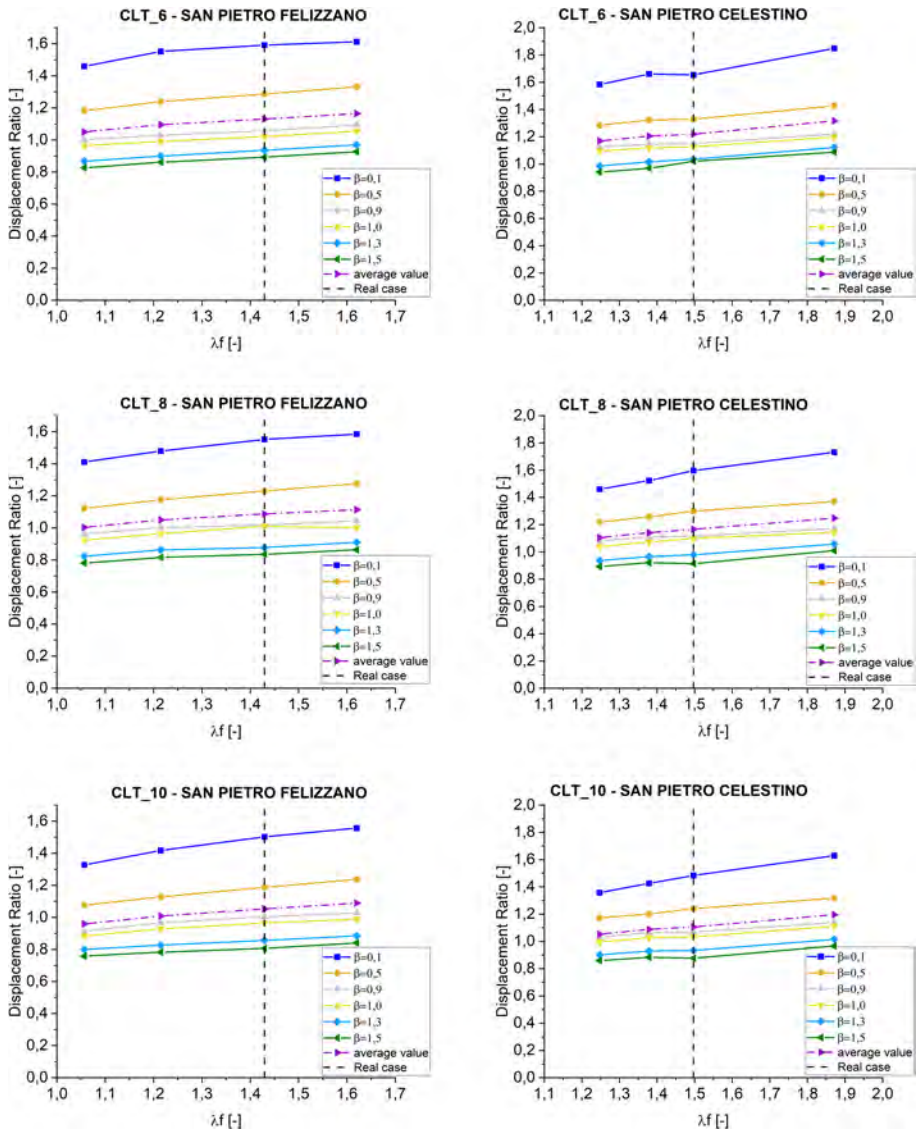 CLT_6 - SAN PIETRO FELIZZANO
Displacement Ratio [-]
1,6
1,4
1,2
1,0
0,8
0,6
0,4
0,2
0,0
β=0,1
β=0,5
β=0,9
β=1,0
β=1,3
β=1,5
average value
Real case
1,0 1,1 1,2 1,3 1,4 1,5 1,6 1,7
λf [-]
CLT_6 - SAN PIETRO CELESTINO
Displacement Ratio [-]
2,0
1,8
1,6
1,4
1,2
1,0
0,8
0,6
0,4
0,2
0,0
β=0,1
β=0,5
β=0,9
β=1,0
β=1,3
β=1,5
average value
Real case
1,1 1,2 1,3 1,4 1,5 1,6 1,7 1,8 1,9 2,0
λf [-]
CLT_8 - SAN PIETRO FELIZZANO
Displacement Ratio [-]
1,6
1,4
1,2
1,0
0,8
0,6
0,4
0,2
0,0
β=0,1
β=0,5
β=0,9
β=1,0
β=1,3
β=1,5
average value
Real case
1,0 1,1 1,2 1,3 1,4 1,5 1,6 1,7
λf [-]
CLT_8 - SAN PIETRO CELESTINO
Displacement Ratio [-]
2,0
1,8
1,6
1,4
1,2
1,0
0,8
0,6
0,4
0,2
0,0
β=0,1
β=0,5
β=0,9
β=1,0
β=1,3
β=1,5
average value
Real case
1,1 1,2 1,3 1,4 1,5 1,6 1,7 1,8 1,9 2,0
λf [-]
CLT_10 - SAN PIETRO FELIZZANO
Displacement Ratio [-]
1,6
1,4
1,2
1,0
0,8
0,6
0,4
0,2
0,0
β=0,1
β=0,5
β=0,9
β=1,0
β=1,3
β=1,5
average value
Real case
1,0 1,1 1,2 1,3 1,4 1,5 1,6 1,7
λf [-]
CLT_10 - SAN PIETRO CELESTINO
Displacement Ratio [-]
2,0
1,8
1,6
1,4
1,2
1,0
0,8
0,6
0,4
0,2
0,0
β=0,1
β=0,5
β=0,9
β=1,0
β=1,3
β=1,5
average value
Real case
1,1 1,2 1,3 1,4 1,5 1,6 1,7 1,8 1,9 2,0
λf [-]